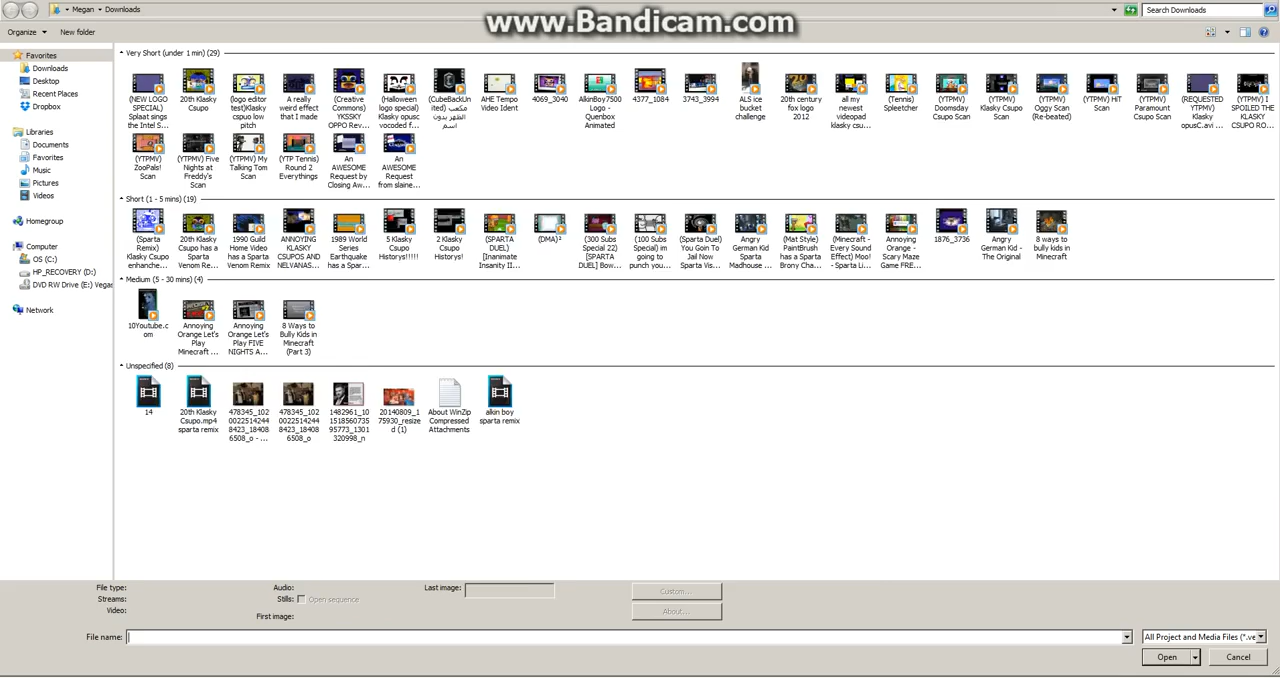 www.Bandicam.com
Megan
Downloads
Search Downloads
Organize
New folder
Favorites
Downloads
Desktop
Recent Places
Dropbox
Libraries
Documents
Favorites
Music
Pictures
Videos
Homegroup
Computer
OS (C:)
HP_RECOVERY (D:)
DVD RW Drive (E:) Vegas
Network
Very Short (under 1 min) (29)
(NEW LOGO
SPECIAL)
Splaat sings
the Intel S...
20th Klasky
Csupo
(logo editor
test)Klasky
cspuo low
pitch
A really
weird effect
that I made
(Creative
Commons)
YKSSKY
OPPO Rev...
(Halloween
logo special)
Klasky opusc
vocoded f...
(CubeBackUn
ited) مكعب
الظهر بدون
اسم
AHE Tempo
Video Ident
4069_3040
AlkinBoy7500
Logo -
Quenbox
Animated
4377_1084
3743_3994
ALS ice
bucket
challenge
20th century
fox logo
2012
all my
newest
videopad
klasky csu...
(Tennis)
Spleetcher
(YTPMV)
Doomsday
Csupo Scan
(YTPMV)
Klasky Csupo
Scan
(YTPMV)
Oggy Scan
(Re-beated)
(YTPMV) HiT
Scan
(YTPMV)
Paramount
Csupo Scan
(REQUESTED
YTPMV)
Klasky
opusC.avi ...
(YTPMV) I
SPOILED THE
KLASKY
CSUPO RO...
(YTPMV)
ZooPals!
Scan
(YTPMV) Five
Nights at
Freddy's
Scan
(YTPMV) My
Talking Tom
Scan
(YTP Tennis)
Round 2
Everythings
An
AWESOME
Request by
Closing Aw...
An
AWESOME
Request
from slaine...
Short (1 - 5 mins) (19)
(Sparta
Remix)
Klasky Csupo
enhanche...
20th Klasky
Csupo has a
Sparta
Venom Re...
1990 Guild
Home Video
has a Sparta
Venom Remix
ANNOYING
KLASKY
CSUPOS AND
NELVANAS...
1989 World
Series
Earthquake
has a Spar...
5 Klasky
Csupo
Historys!!!!!
2 Klasky
Csupo
Historys!
(SPARTA
DUEL)
[Inanimate
Insanity II...
(DMA)²
(300 Subs
Special 22)
[SPARTA
DUEL] Bow...
(100 Subs
Special) im
going to
punch you...
(Sparta Duel)
You Goin To
Jail Now
Sparta Vis...
Angry
German Kid
Sparta
Madhouse ...
(Mat Style)
PaintBrush
has a Sparta
Brony Cha...
(Minecraft -
Every Sound
Effect) Moo!
- Sparta Li...
Annoying
Orange -
Scary Maze
Game FRE...
1876_3736
Angry
German Kid -
The Original
8 ways to
bully kids in
Minecraft
Medium (5 - 30 mins) (4)
10Youtube.c
om
Annoying
Orange Let's
Play
Minecraft ...
Annoying
Orange Let's
Play FIVE
NIGHTS A...
8 Ways to
Bully Kids in
Minecraft
(Part 3)
Unspecified (8)
14
20th Klasky
Csupo.mp4
sparta remix
478345_102
0022514244
8423_18408
6508_o - ...
478345_102
0022514244
8423_18408
6508_o
1482961_10
1518560735
95773_1301
320998_n
20140809_1
75930_resize
d (1)
About WinZip
Compressed
Attachments
alkin boy
sparta remix
File type:
Streams:
Video:
Audio:
Stills:
Open sequence
First image:
Last image:
Custom...
About...
File name:
All Project and Media Files (*.ve
Open
Cancel